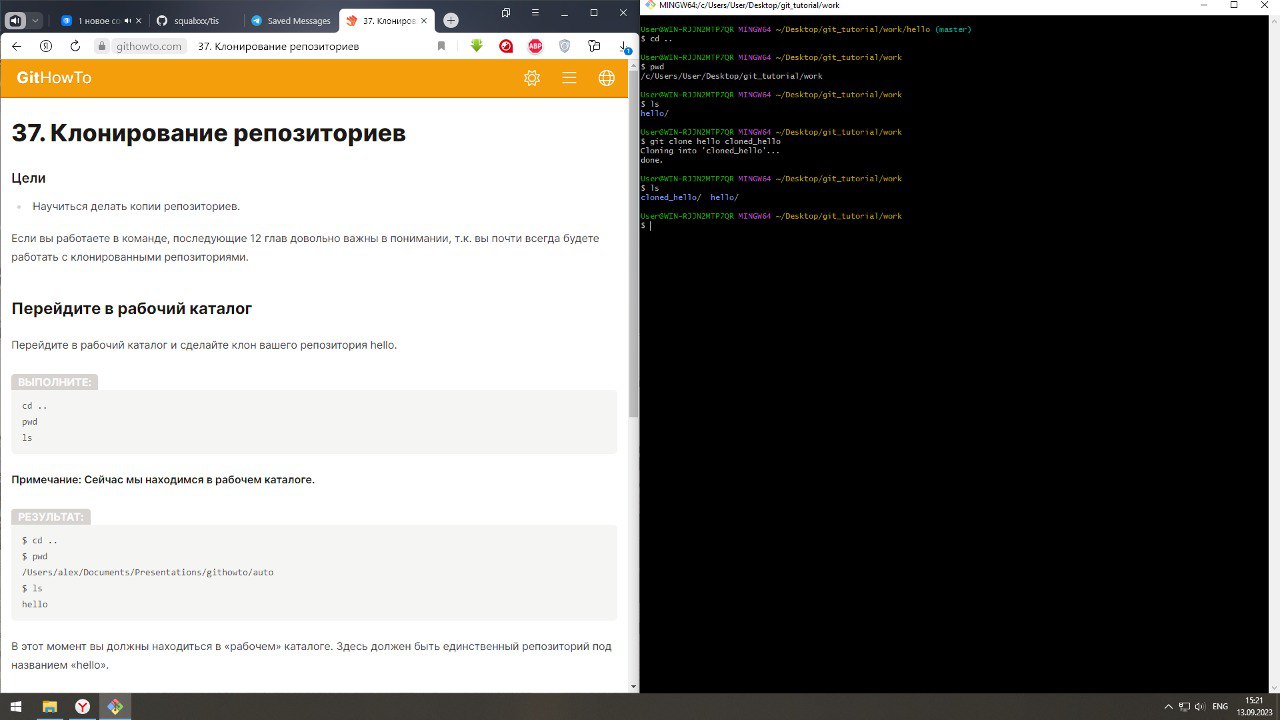 1 новое со
squabxx/ts
Saved Messages
37. Клониров
githowto.com
37. Клонирование репозиториев
ABP
1
GitHowTo
37. Клонирование репозиториев
Цели
Научиться делать копии репозиториев.
Если вы работаете в команде, последующие 12 глав довольно важны в понимании, т.к. вы почти всегда будете
работать с клонированными репозиториями.
Перейдите в рабочий каталог
Перейдите в рабочий каталог и сделайте клон вашего репозитория hello.
ВЫПОЛНИТЕ:
cd ..
pwd
ls
Примечание: Сейчас мы находимся в рабочем каталоге.
РЕЗУЛЬТАТ:
$ cd ..
$ pwd
/Users/alex/Documents/Presentations/githowto/auto
$ ls
hello
В этот момент вы должны находиться в «рабочем» каталоге. Здесь должен быть единственный репозиторий под
названием «hello».
MINGW64:/c/Users/User/Desktop/git_tutorial/work
User@WIN-RJJN2MTP7QR MINGW64 ~/Desktop/git_tutorial/work/hello (master)
$ cd ..
User@WIN-RJJN2MTP7QR MINGW64 ~/Desktop/git_tutorial/work
$ pwd
/c/Users/User/Desktop/git_tutorial/work
User@WIN-RJJN2MTP7QR MINGW64 ~/Desktop/git_tutorial/work
$ ls
hello/
User@WIN-RJJN2MTP7QR MINGW64 ~/Desktop/git_tutorial/work
$ git clone hello cloned_hello
Cloning into 'cloned_hello'...
done.
User@WIN-RJJN2MTP7QR MINGW64 ~/Desktop/git_tutorial/work
$ ls
cloned_hello/  hello/
User@WIN-RJJN2MTP7QR MINGW64 ~/Desktop/git_tutorial/work
$
ENG
15:21
13.09.2023